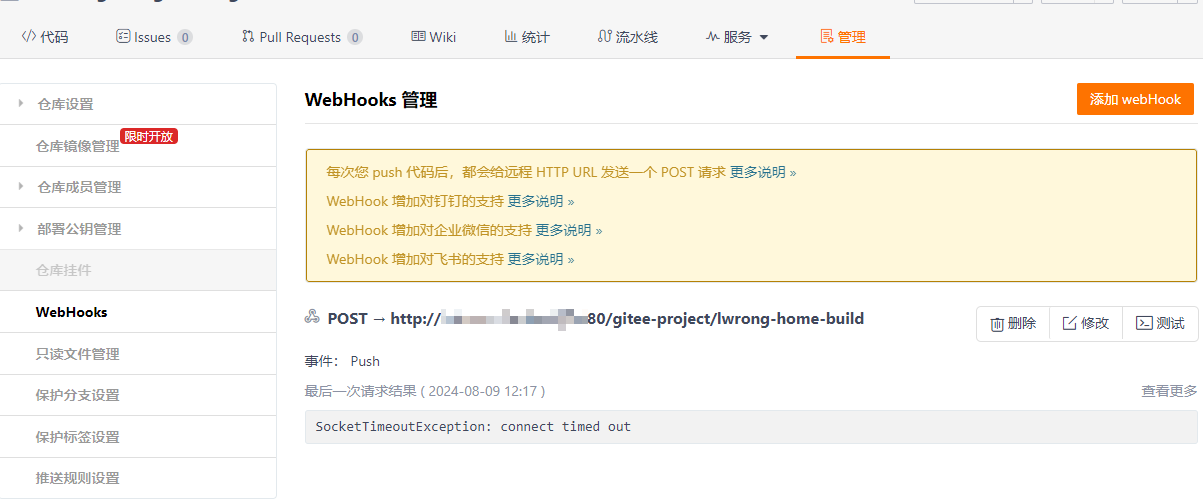 代码 Issues 0 Pull Requests 0 Wiki 统计 流水线 服务 管理
仓库设置
仓库镜像管理 限时开放
仓库成员管理
部署公钥管理
仓库挂件
WebHooks
只读文件管理
保护分支设置
保护标签设置
推送规则设置
WebHooks 管理
添加 webHook
每次您 push 代码后，都会给远程 HTTP URL 发送一个 POST 请求 更多说明 »
WebHook 增加对钉钉的支持 更多说明 »
WebHook 增加对企业微信的支持 更多说明 »
WebHook 增加对飞书的支持 更多说明 »
POST → http:// 80/gitee-project/lwrong-home-build
删除 修改 测试
事件： Push
最后一次请求结果 ( 2024-08-09 12:17 )
查看更多
SocketTimeoutException: connect timed out